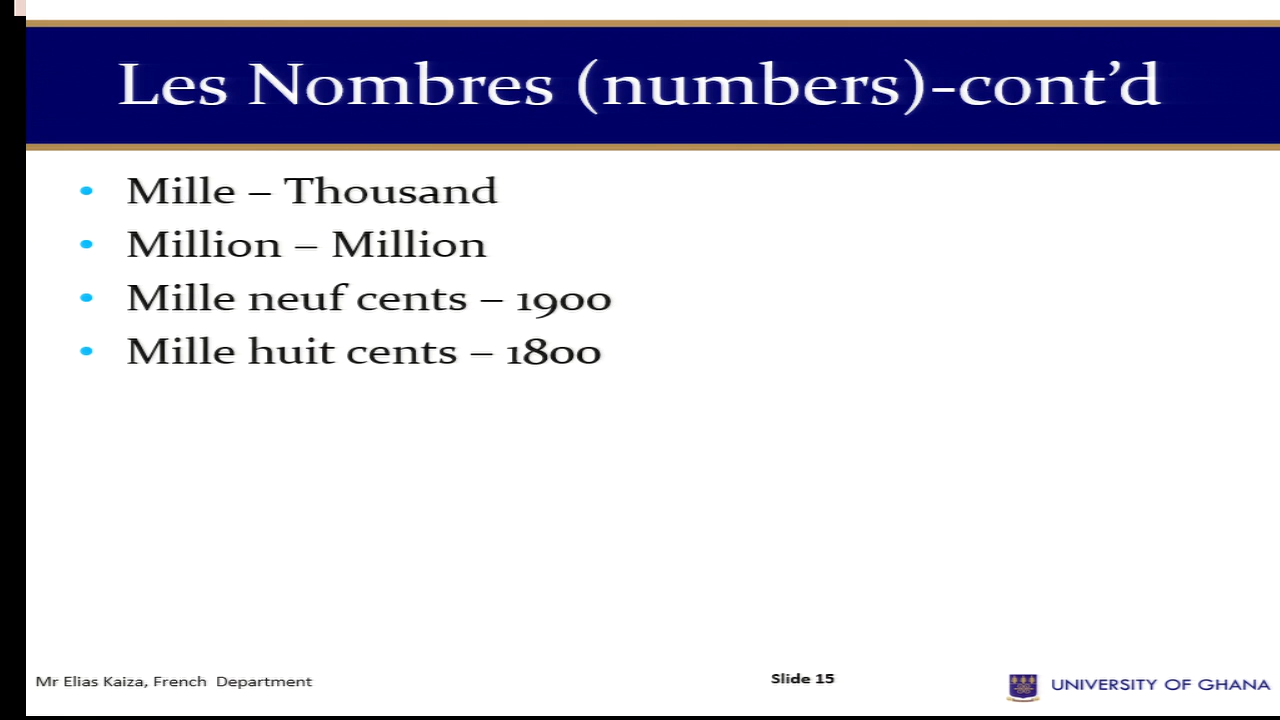 Les Nombres (numbers)-cont’d
• Mille – Thousand
• Million – Million
• Mille neuf cents – 1900
• Mille huit cents – 1800
Mr Elias Kaiza, French Department
Slide 15
UNIVERSITY OF GHANA